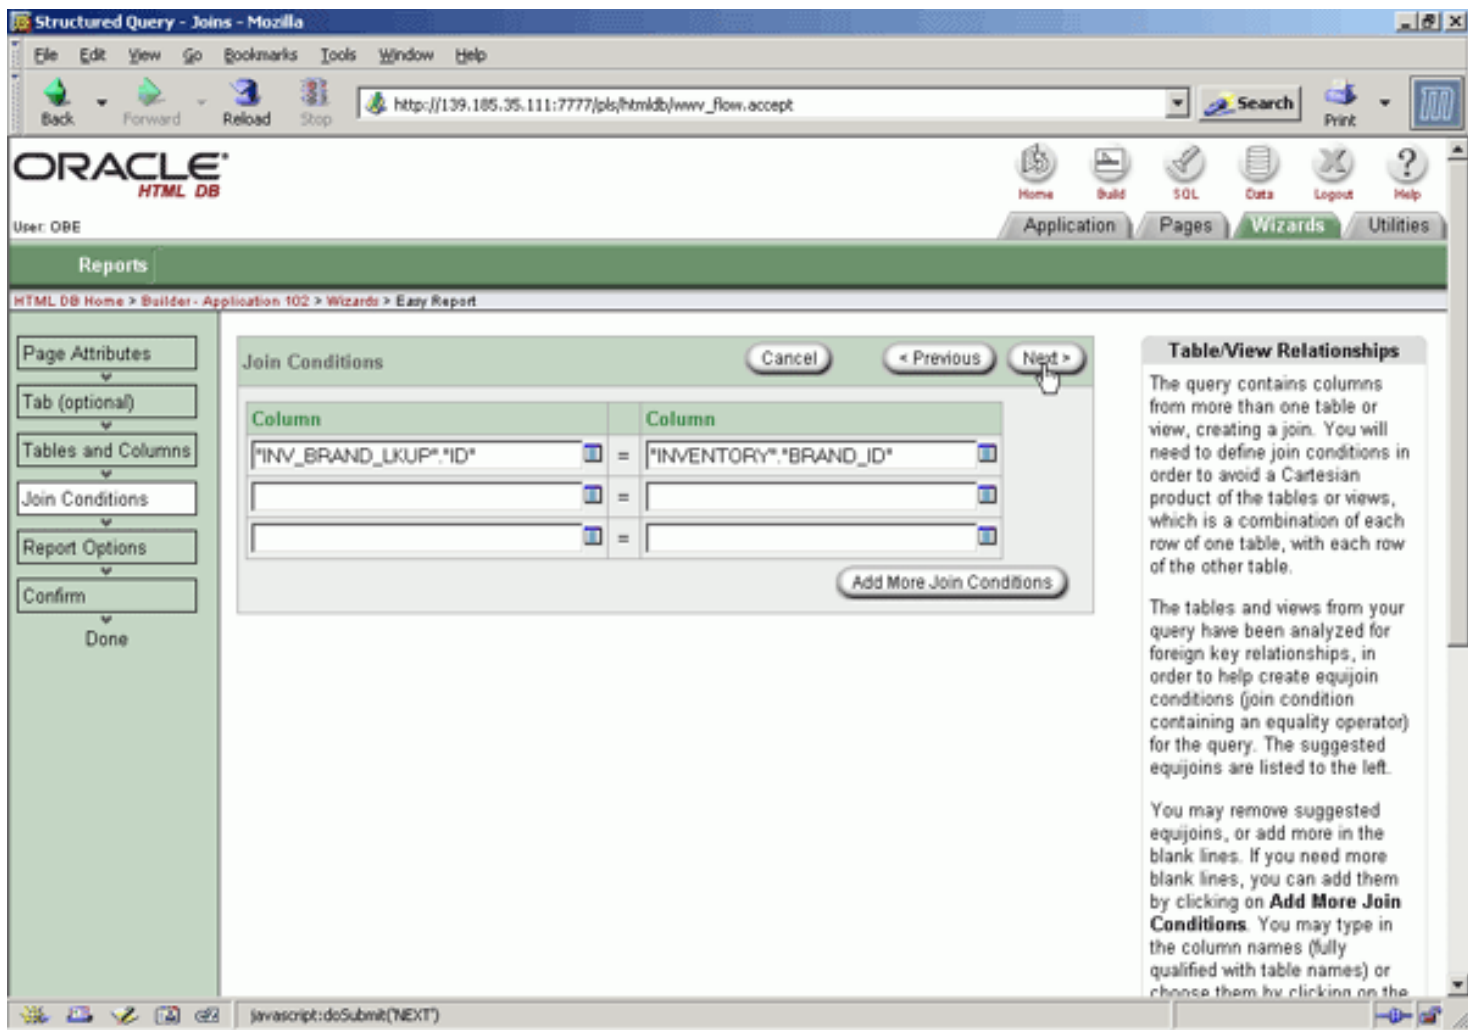 Structured Query - Joins - Mozilla
File Edit View Go Bookmarks Tools Window Help
Back Forward Reload Stop http://139.185.35.111:7777/pls/htmldb/wwv_flow.accept Search Print
ORACLE
HTML DB
Home Build SQL Data Logout Help
User: OBE
Application Pages Wizards Utilities
Reports
HTML DB Home > Builder - Application 102 > Wizards > Easy Report
Page Attributes
Tab (optional)
Tables and Columns
Join Conditions
Report Options
Confirm
Done
Join Conditions Cancel < Previous Next >
Column Column
"INV_BRAND_LKUP"."ID" = "INVENTORY"."BRAND_ID"
=
=
Add More Join Conditions
Table/View Relationships
The query contains columns
from more than one table or
view, creating a join. You will
need to define join conditions in
order to avoid a Cartesian
product of the tables or views,
which is a combination of each
row of one table, with each row
of the other table.
The tables and views from your
query have been analyzed for
foreign key relationships, in
order to help create equijoin
conditions (join condition
containing an equality operator)
for the query. The suggested
equijoins are listed to the left.
You may remove suggested
equijoins, or add more in the
blank lines. If you need more
blank lines, you can add them
by clicking on Add More Join
Conditions. You may type in
the column names (fully
qualified with table names) or
choose them by clicking on the
javascript:doSubmit('NEXT')